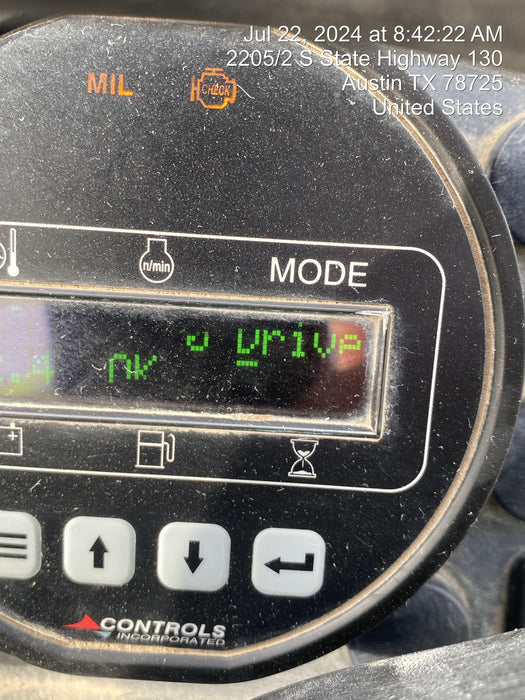 Jul 22, 2024 at 8:42:22 AM
2205/2 S State Highway 130
Austin TX 78725
United States
MIL
CHECK
n/min
MODE
Drive
CONTROLS
INCORPORATED